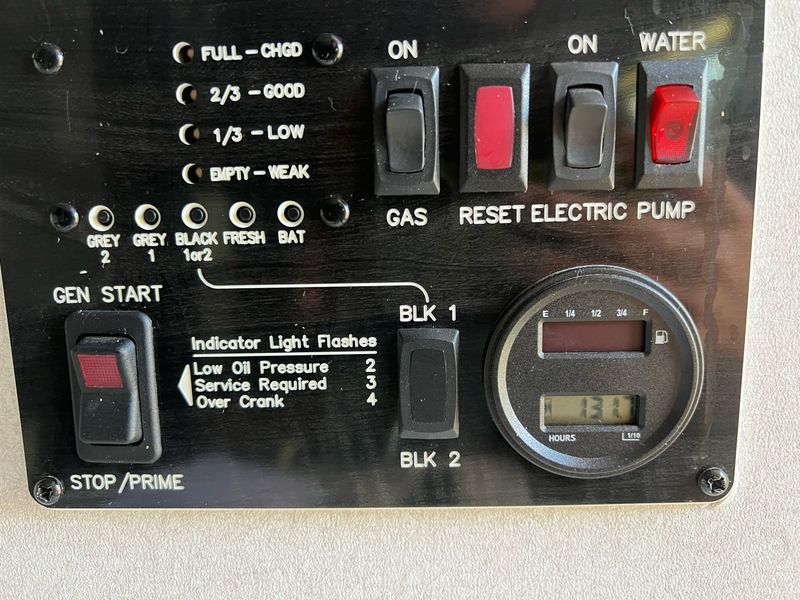 FULL - CHGD
2/3 - GOOD
1/3 - LOW
EMPTY - WEAK
GREY 2
GREY 1
BLACK 1or2
FRESH
BAT
ON
ON
WATER
GAS
RESET
ELECTRIC
PUMP
GEN START
STOP/PRIME
Indicator Light Flashes
Low Oil Pressure 2
Service Required 3
Over Crank 4
BLK 1
BLK 2
E 1/4 1/2 3/4 F
HOURS
1/10